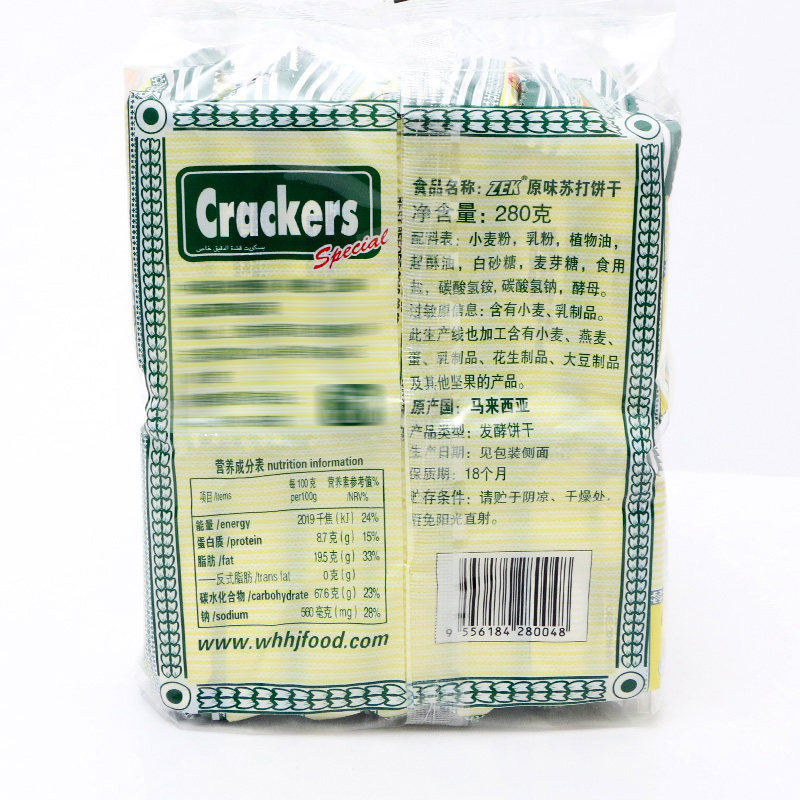 Crackers
بسكويت قشدة الدقيق خاص
Special
营养成分表 nutrition information
项目/items 每100克 per100g 营养素参考值% /NRV%
能量/energy 2019千焦(kJ) 24%
蛋白质/protein 8.7克(g) 15%
脂肪/fat 19.5克(g) 33%
——反式脂肪/trans fat 0克(g)
碳水化合物/carbohydrate 67.6克(g) 23%
钠/sodium 560毫克(mg) 28%
www.whhjfood.com
食品名称：ZEK® 原味苏打饼干
净含量：280克
配料表：小麦粉，乳粉，植物油，
起酥油，白砂糖，麦芽糖，食用
盐，碳酸氢铵，碳酸氢钠，酵母。
过敏原信息：含有小麦、乳制品。
此生产线也加工含有小麦、燕麦、
蛋、乳制品、花生制品、大豆制品
及其他坚果的产品。
原产国：马来西亚
产品类型：发酵饼干
生产日期：见包装侧面
保质期：18个月
贮存条件：请贮于阴凉、干燥处，
避免阳光直射。
9 556184 280048